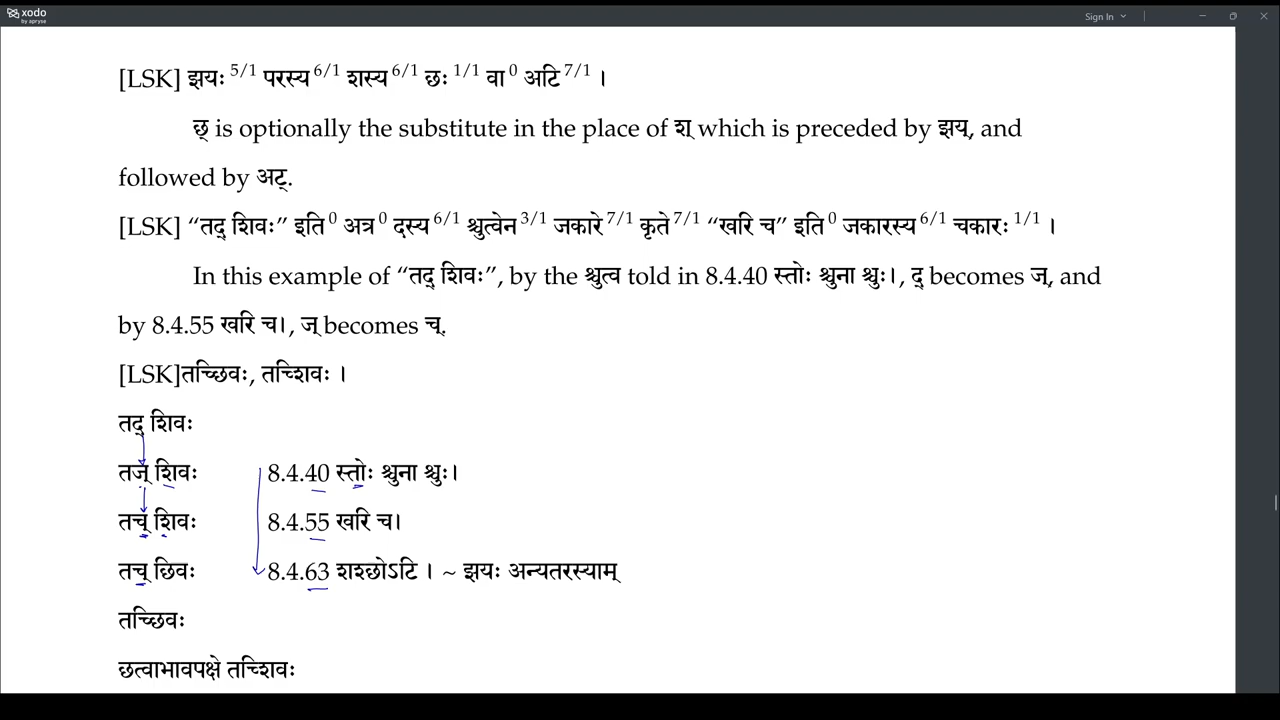 xodo
by apryse
Sign In
[LSK] झयः 5/1 परस्य 6/1 शस्य 6/1 छः 1/1 वा 0 अटि 7/1 ।
छ् is optionally the substitute in the place of श् which is preceded by झय्, and
followed by अट्.
[LSK] “तद् शिवः” इति 0 अत्र 0 दस्य 6/1 श्चुत्वेन 3/1 जकारे 7/1 कृते 7/1 “खरि च” इति 0 जकारस्य 6/1 चकारः 1/1 ।
In this example of “तद् शिवः”, by the श्चुत्व told in 8.4.40 स्तोः श्चुना श्चुः।, द् becomes ज्, and
by 8.4.55 खरि च।, ज् becomes च्.
[LSK]तच्छिवः, तच्शिवः ।
तद् शिवः
तज् शिवः 8.4.40 स्तोः श्चुना श्चुः।
तच् शिवः 8.4.55 खरि च।
तच् छिवः 8.4.63 शश्छोऽटि । ~ झयः अन्यतरस्याम्
तच्छिवः
छत्वाभावपक्षे तच्शिवः